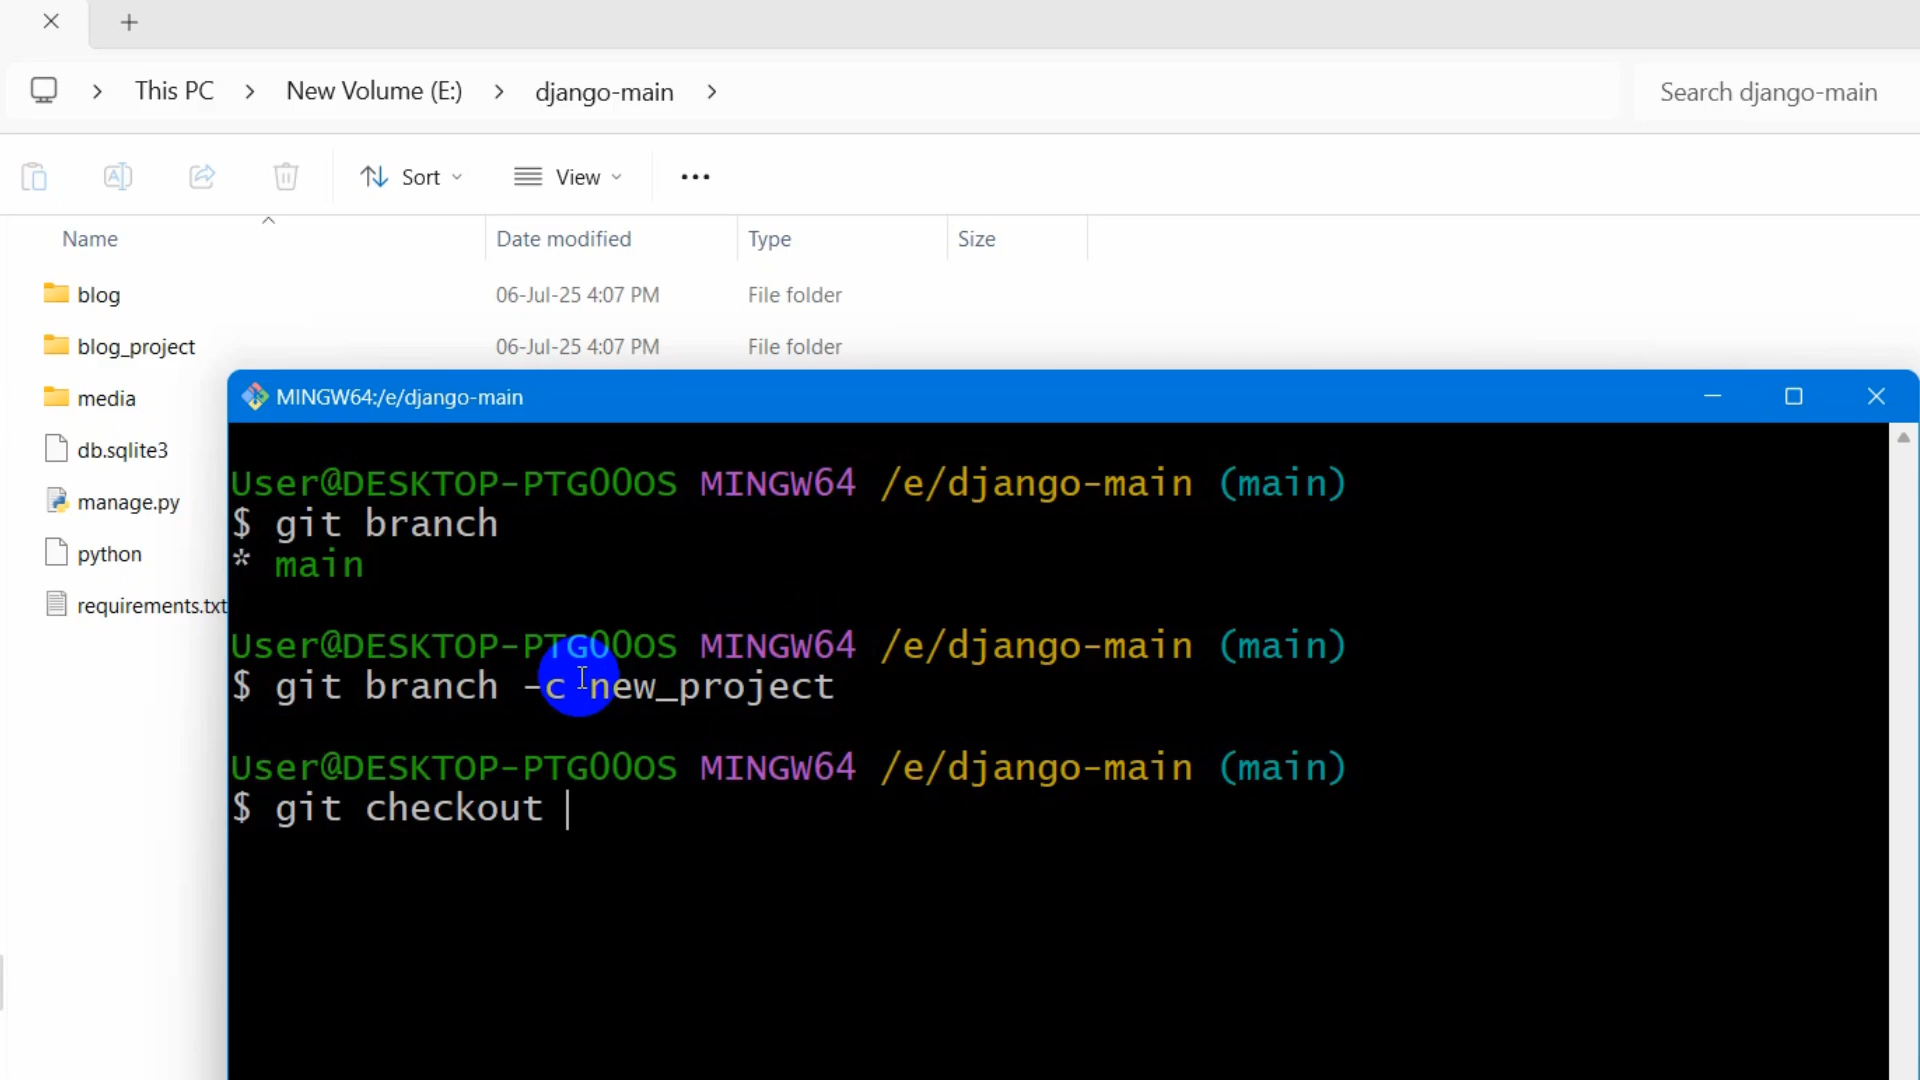 This PC > New Volume (E:) > django-main >
Search django-main
Sort
View
Name
Date modified
Type
Size
blog
06-Jul-25 4:07 PM
File folder
blog_project
06-Jul-25 4:07 PM
File folder
media
db.sqlite3
manage.py
python
requirements.txt
MINGW64:/e/django-main
User@DESKTOP-PTG0O0S MINGW64 /e/django-main (main)
$ git branch
* main
User@DESKTOP-PTG0O0S MINGW64 /e/django-main (main)
$ git branch -c new_project
User@DESKTOP-PTG0O0S MINGW64 /e/django-main (main)
$ git checkout